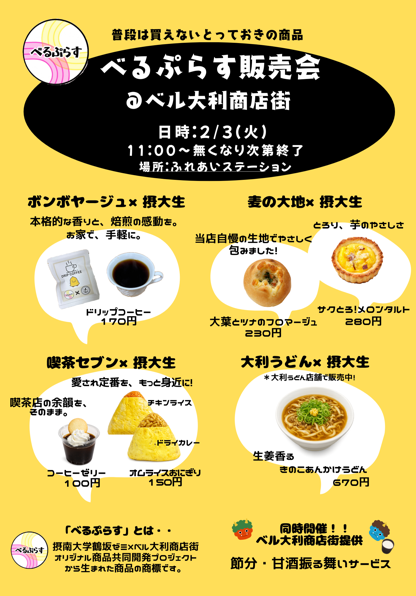 普段は買えないとっておきの商品
べるぷらす
べるぷらす販売会
@ベル大利商店街
日時:2/3(火)
11:00~無くなり次第終了
場所:ふれあいステーション
ボンボヤージュ×摂大生
本格的な香りと、焙煎の感動を。
お家で、手軽に。
ドリップコーヒー
170円
麦の大地×摂大生
とろり、芋のやさしさ
当店自慢の生地でやさしく
包みました!
サクとろ!メロンタルト
280円
大葉とツナのフロマージュ
230円
喫茶セブン×摂大生
愛され定番を、もっと身近に!
喫茶店の余韻を、
そのまま。
チキンライス
ドライカレー
コーヒーゼリー
100円
オムライスおにぎり
150円
大利うどん×摂大生
*大利うどん店舗で販売中!
生姜香る
きのこあんかけうどん
670円
べるぷらす
「べるぷらす」とは・・
摂南大学鶴坂ゼミ×ベル大利商店街
オリジナル商品共同開発プロジェクト
から生まれた商品の商標です。
同時開催!!
ベル大利商店街提供
節分・甘酒振る舞いサービス